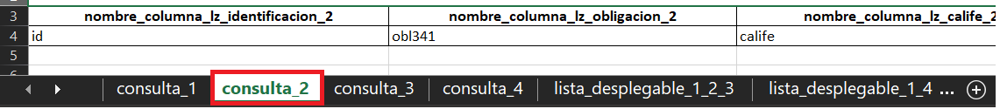 3 nombre_columna_lz_identificacion_2 nombre_columna_lz_obligacion_2 nombre_columna_lz_calife_2
4 id obl341 calife
5
6
consulta_1 consulta_2 consulta_3 consulta_4 lista_desplegable_1_2_3 lista_desplegable_1_4 ...